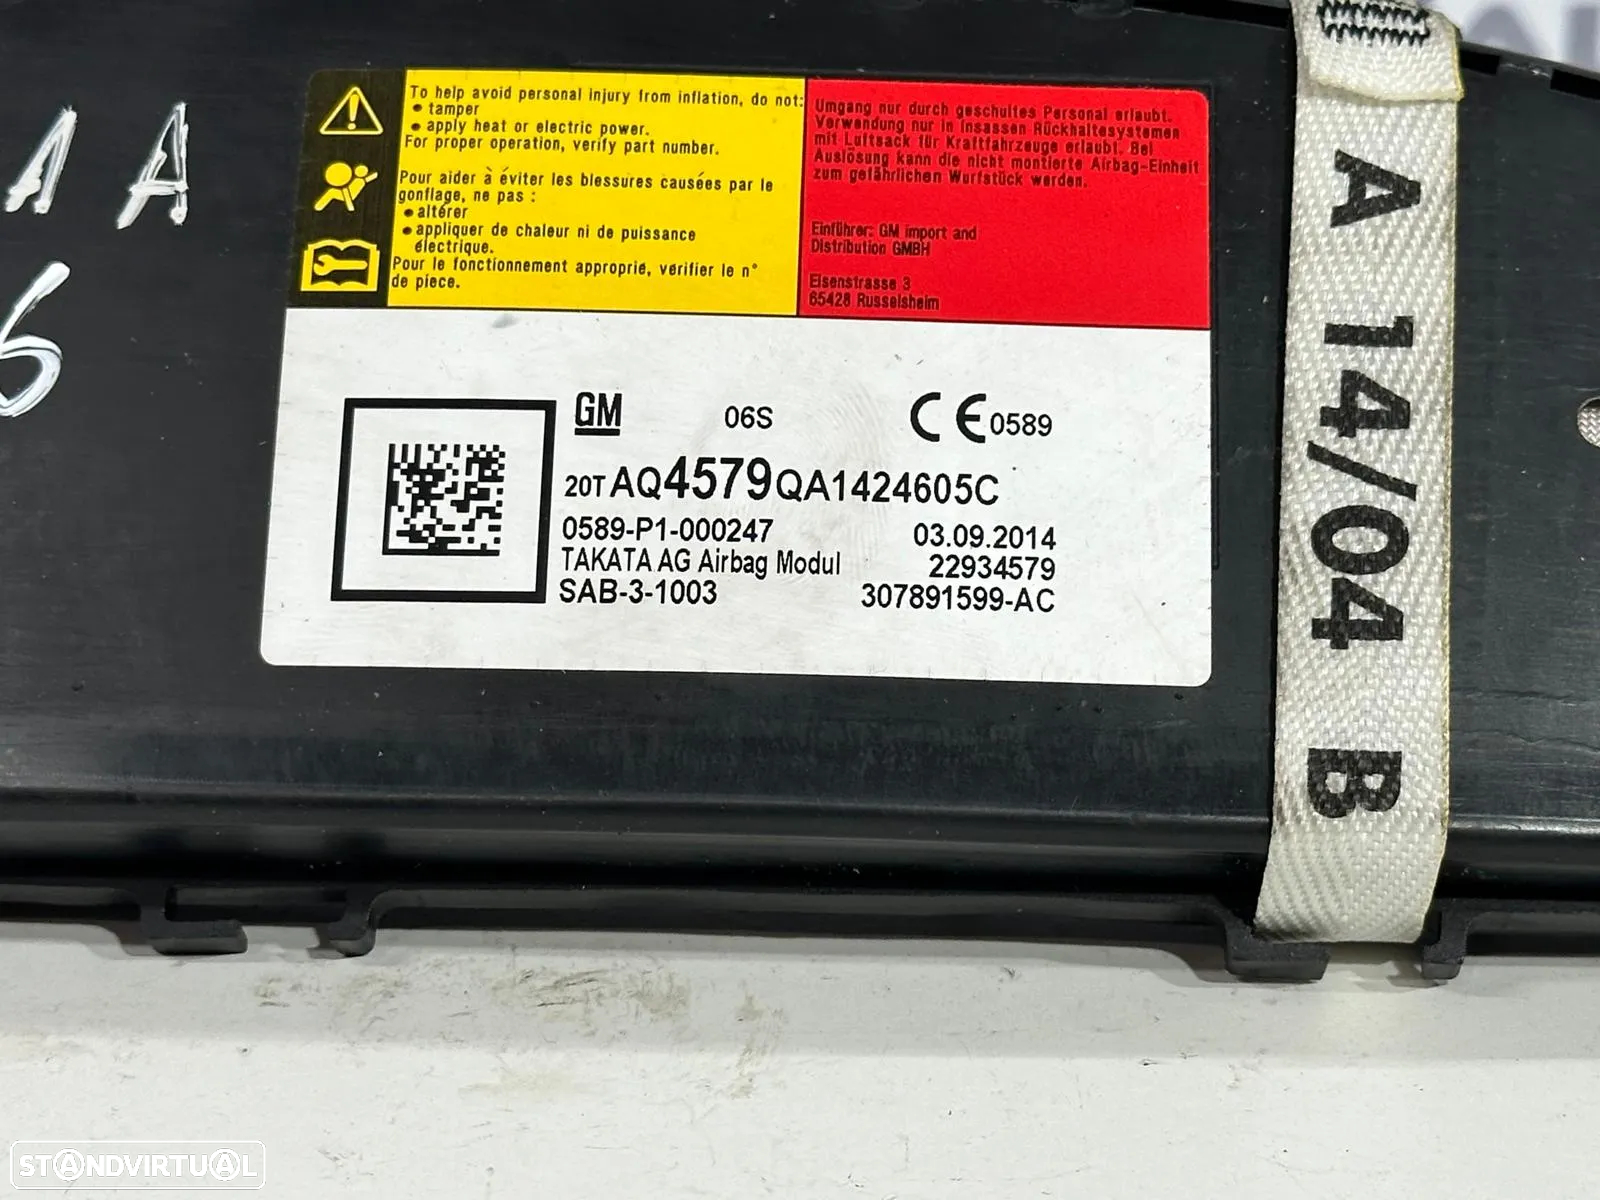 To help avoid personal injury from inflation, do not:
• tamper
• apply heat or electric power.
For proper operation, verify part number.
Pour aider à éviter les blessures causées par le
gonflage, ne pas :
• altérer
• appliquer de chaleur ni de puissance
électrique.
Pour le fonctionnement approprié, vérifier le n°
de piece.
Umgang nur durch geschultes Personal erlaubt.
Verwendung nur in Insassen Rückhaltesystemen
mit Luftsack für Kraftfahrzeuge erlaubt. Bei
Auslösung kann die nicht montierte Airbag-Einheit
zum gefährlichen Wurfstück werden.
Einführer: GM import and
Distribution GMBH
Eisenstrasse 3
65428 Russelsheim
GM 06S CE 0589
20T AQ4579QA1424605C
0589-P1-000247 03.09.2014
TAKATA AG Airbag Modul 22934579
SAB-3-1003 307891599-AC
A 14/04 B
1 A
6
STANDVIRTUAL